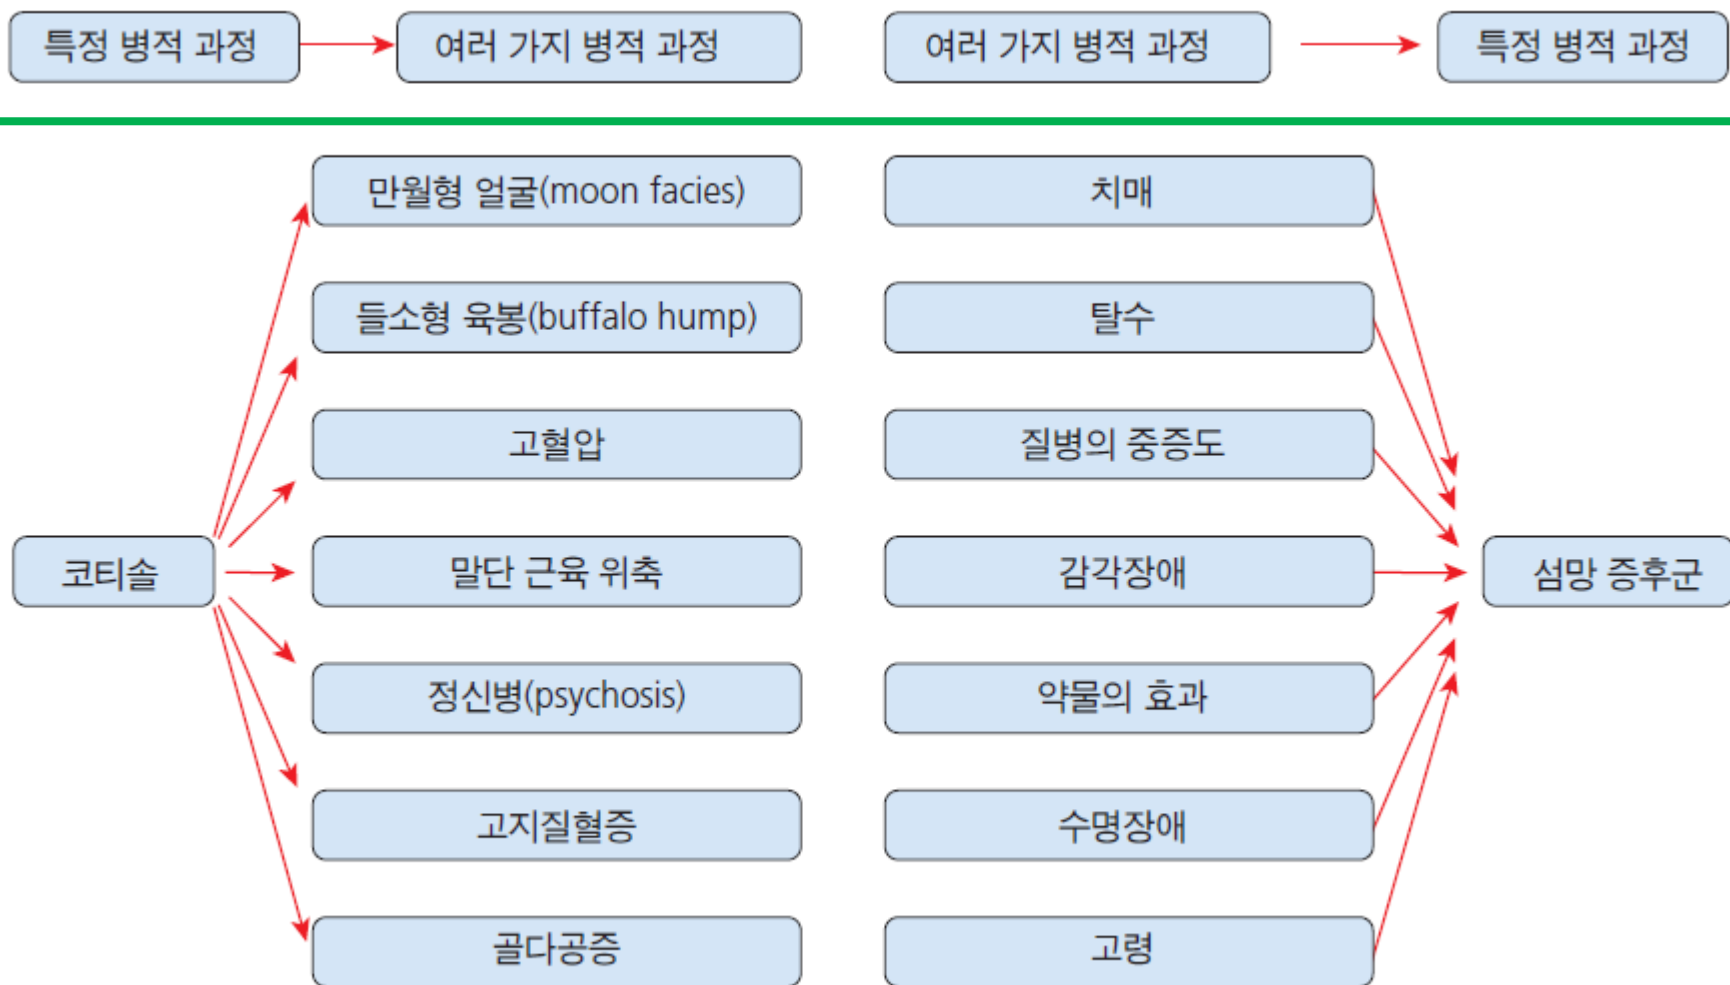 특정 병적 과정
여러 가지 병적 과정
여러 가지 병적 과정
특정 병적 과정
만월형 얼굴(moon facies)
들소형 육봉(buffalo hump)
고혈압
코티솔
말단 근육 위축
정신병(psychosis)
고지질혈증
골다공증
치매
탈수
질병의 중증도
감각장애
섬망 증후군
약물의 효과
수명장애
고령